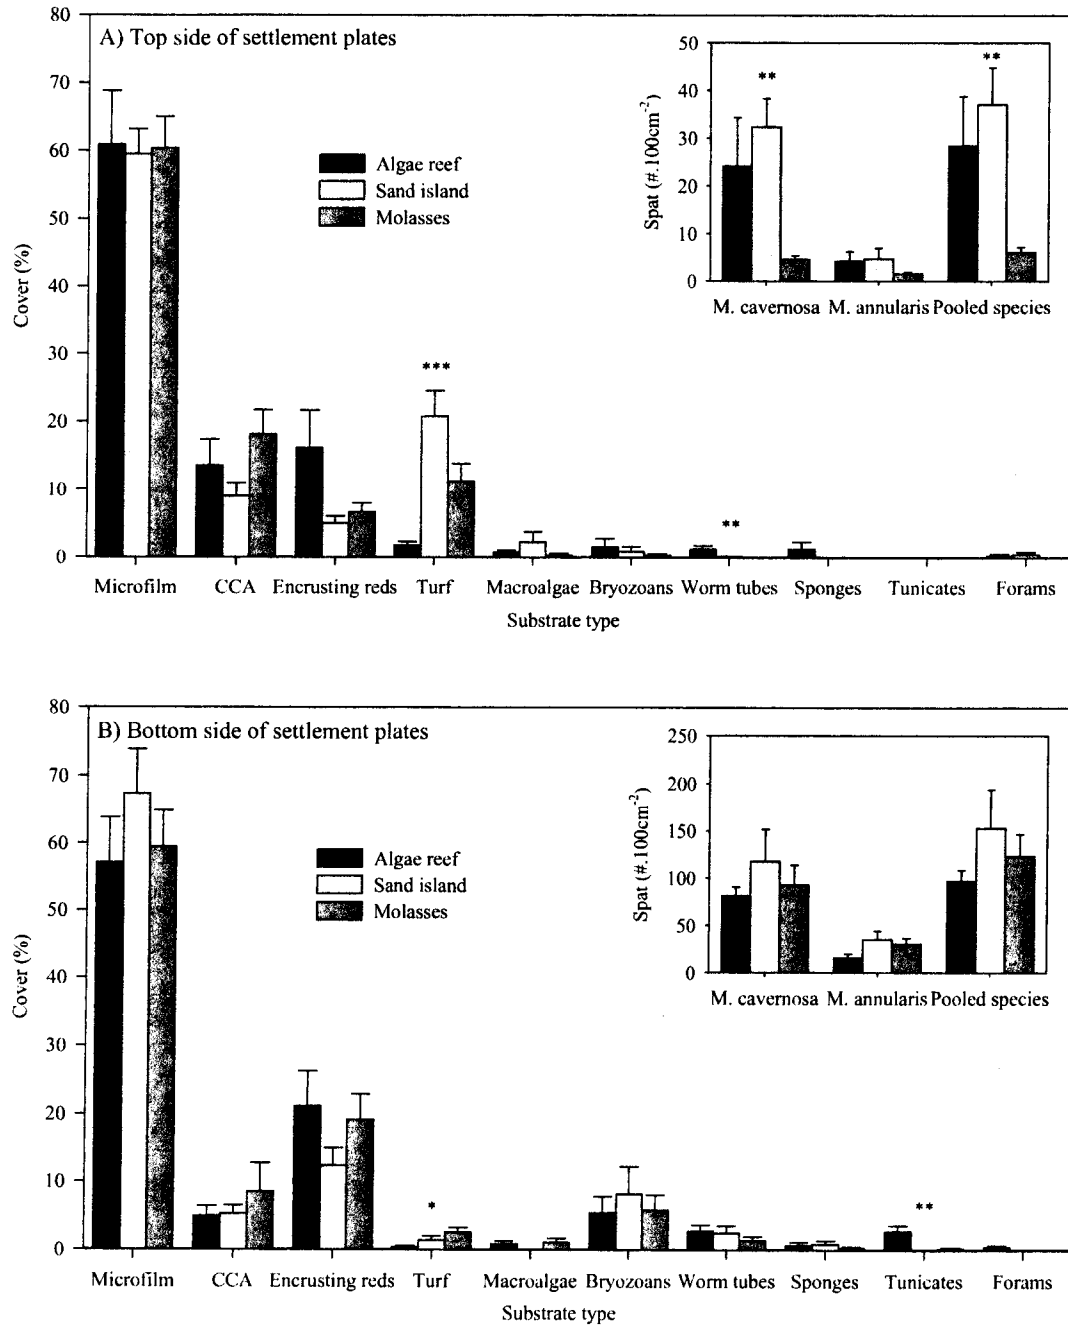 A) Top side of settlement plates
80
70
60
50
40
30
20
10
0
Cover (%)
Algae reef
Sand island
Molasses
***
**
Microfilm CCA Encrusting reds Turf Macroalgae Bryozoans Worm tubes Sponges Tunicates Forams
Substrate type
50
40
30
20
10
0
Spat (#.100cm-2)
**
**
M. cavernosa M. annularis Pooled species
B) Bottom side of settlement plates
80
70
60
50
40
30
20
10
0
Cover (%)
Algae reef
Sand island
Molasses
*
**
Microfilm CCA Encrusting reds Turf Macroalgae Bryozoans Worm tubes Sponges Tunicates Forams
Substrate type
250
200
150
100
50
0
Spat (#.100cm-2)
M. cavernosa M. annularis Pooled species